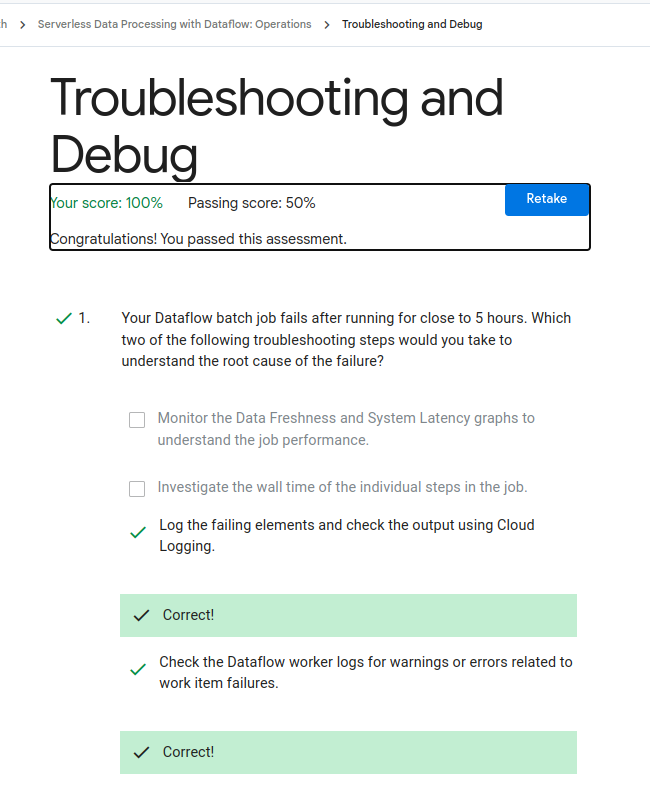 h > Serverless Data Processing with Dataflow: Operations > Troubleshooting and Debug
Troubleshooting and
Debug
Your score: 100% Passing score: 50% Retake
Congratulations! You passed this assessment.
1. Your Dataflow batch job fails after running for close to 5 hours. Which
two of the following troubleshooting steps would you take to
understand the root cause of the failure?
Monitor the Data Freshness and System Latency graphs to
understand the job performance.
Investigate the wall time of the individual steps in the job.
Log the failing elements and check the output using Cloud
Logging.
Correct!
Check the Dataflow worker logs for warnings or errors related to
work item failures.
Correct!